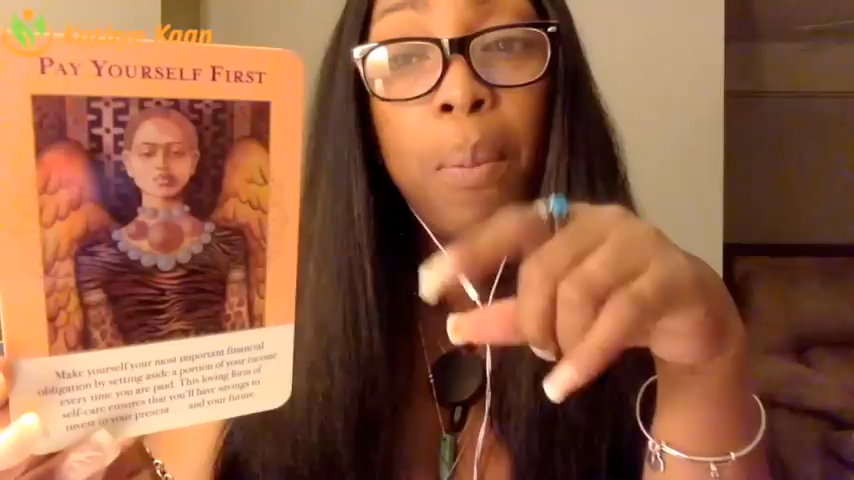 PAY YOURSELF FIRST
Make yourself your most important financial
obligation by setting aside a portion of your income
every time you are paid. This loving form of
self-care ensures that you'll have savings to
invest in your present and your future.